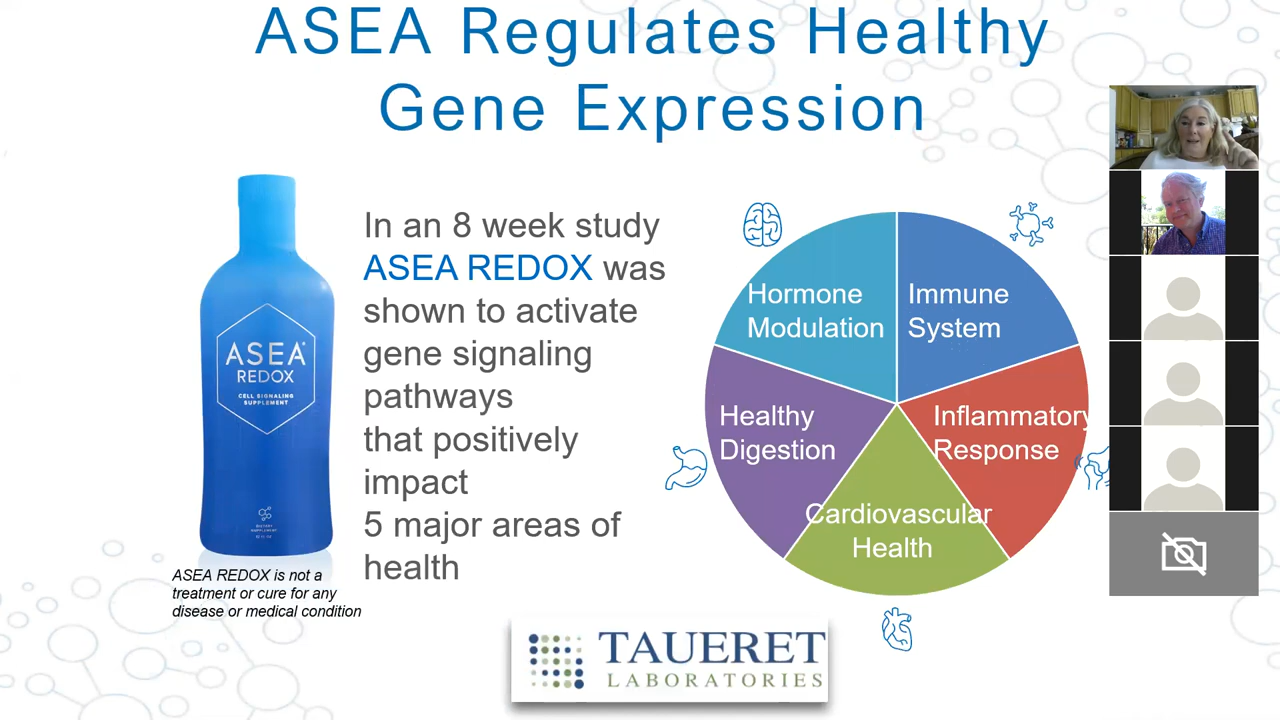 ASEA Regulates Healthy
Gene Expression
ASEA
REDOX
CELL SIGNALING
SUPPLEMENT
DIETARY
SUPPLEMENT
ASEA REDOX is not a
treatment or cure for any
disease or medical condition
In an 8 week study
ASEA REDOX was
shown to activate
gene signaling
pathways
that positively
impact
5 major areas of
health
Hormone
Modulation
Immune
System
Healthy
Digestion
Inflammatory
Response
Cardiovascular
Health
TAUERET
LABORATORIES